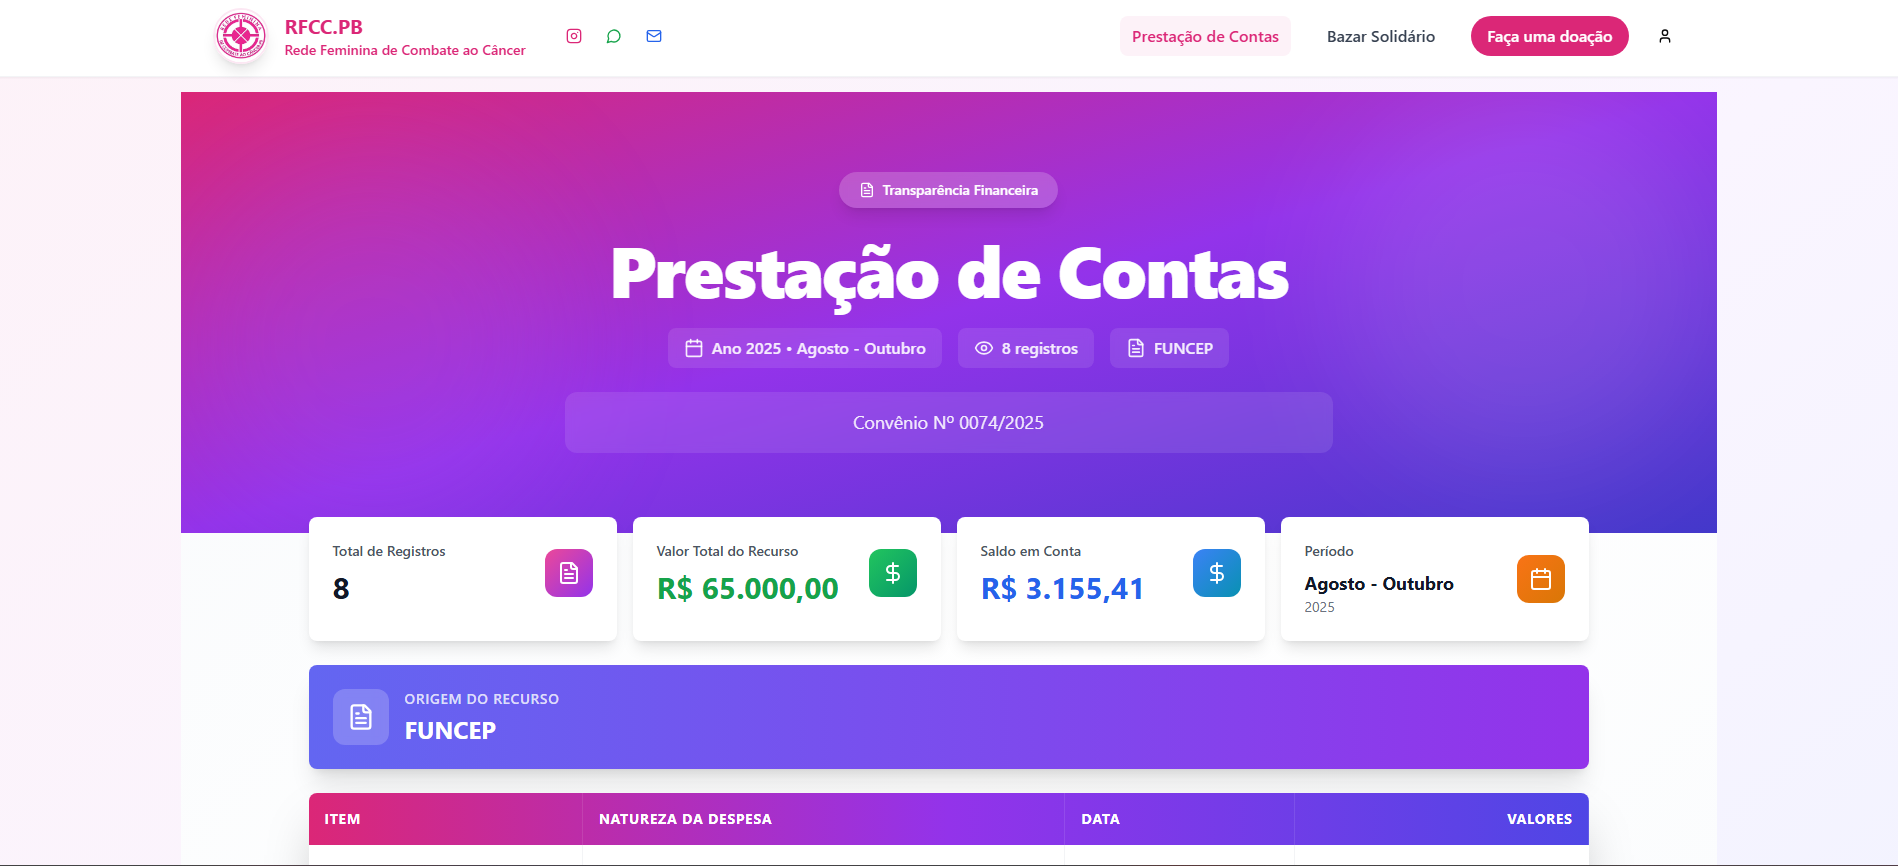 RFCC.PB
Rede Feminina de Combate ao Câncer
Prestação de Contas
Bazar Solidário
Faça uma doação
Transparência Financeira
Prestação de Contas
Ano 2025 • Agosto - Outubro
8 registros
FUNCEP
Convênio Nº 0074/2025
Total de Registros
8
Valor Total do Recurso
R$ 65.000,00
Saldo em Conta
R$ 3.155,41
Período
Agosto - Outubro
2025
ORIGEM DO RECURSO
FUNCEP
ITEM
NATUREZA DA DESPESA
DATA
VALORES